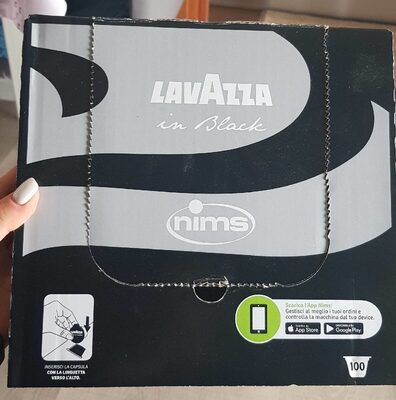 LAVAZZA
in Black
nims
Scarica l'App Nims:
Gestisci al meglio i tuoi ordini e
controlla la macchina dal tuo device.
App Store
Google Play
INSERISCI LA CAPSULA
CON LA LINGUETTA
VERSO L'ALTO.
100